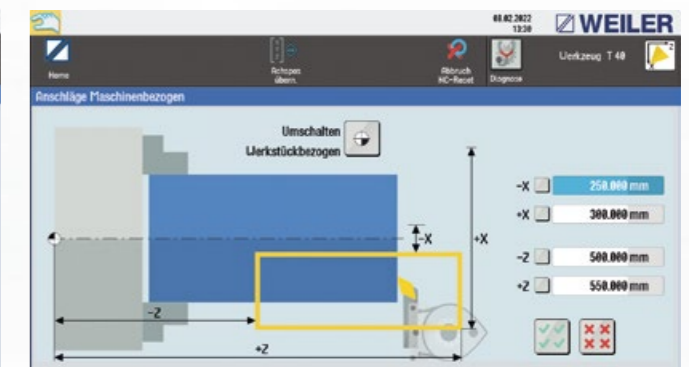 08.02.2022
13:30
WEILER
Home
Achspos
übern.
Abbruch
NC-Reset
Diagnose
Werkzeug T 40
Z
Anschläge Maschinenbezogen
Umschalten
Werkstückbezogen
-X 250.000 mm
+X 300.000 mm
-Z 500.000 mm
+Z 550.000 mm
-X
+X
-Z
+Z